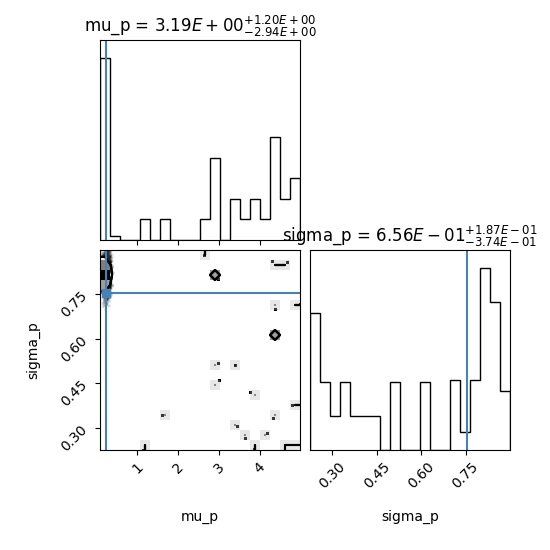 mu_p = 3.19E+00^{+1.20E+00}_{-2.94E+00}
sigma_p = 6.56E-01^{+1.87E-01}_{-3.74E-01}
0.75
0.60
0.45
0.30
sigma_p
1 2 3 4
mu_p
0.30 0.45 0.60 0.75
sigma_p